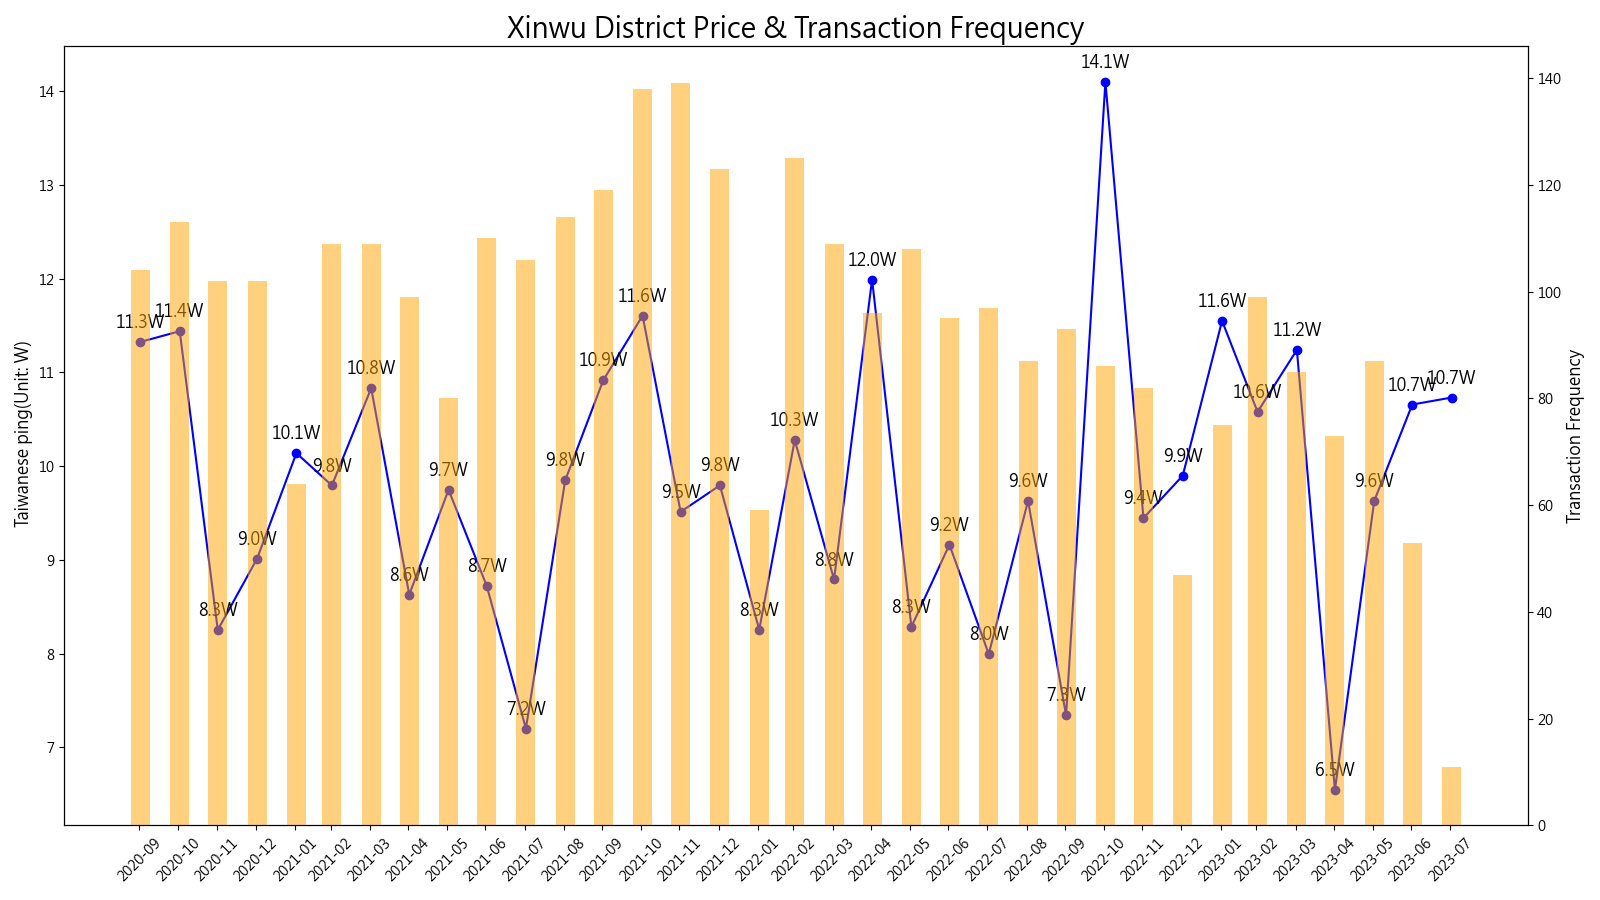 Xinwu District Price & Transaction Frequency
14.1W
12.0W
11.6W
11.6W
11.3W
11.4W
11.2W
10.9W
10.8W
10.7W
10.7W
10.6W
10.3W
10.1W
9.8W
9.7W
9.8W
9.8W
9.9W
9.5W
9.6W
9.6W
9.4W
9.0W
9.2W
8.3W
8.6W
8.7W
8.3W
8.8W
8.3W
8.0W
7.2W
7.3W
6.5W
14
13
12
11
10
9
8
7
Taiwanese ping(Unit: W)
140
120
100
80
60
40
20
0
Transaction Frequency
2020-09
2020-10
2020-11
2020-12
2021-01
2021-02
2021-03
2021-04
2021-05
2021-06
2021-07
2021-08
2021-09
2021-10
2021-11
2021-12
2022-01
2022-02
2022-03
2022-04
2022-05
2022-06
2022-07
2022-08
2022-09
2022-10
2022-11
2022-12
2023-01
2023-02
2023-03
2023-04
2023-05
2023-06
2023-07